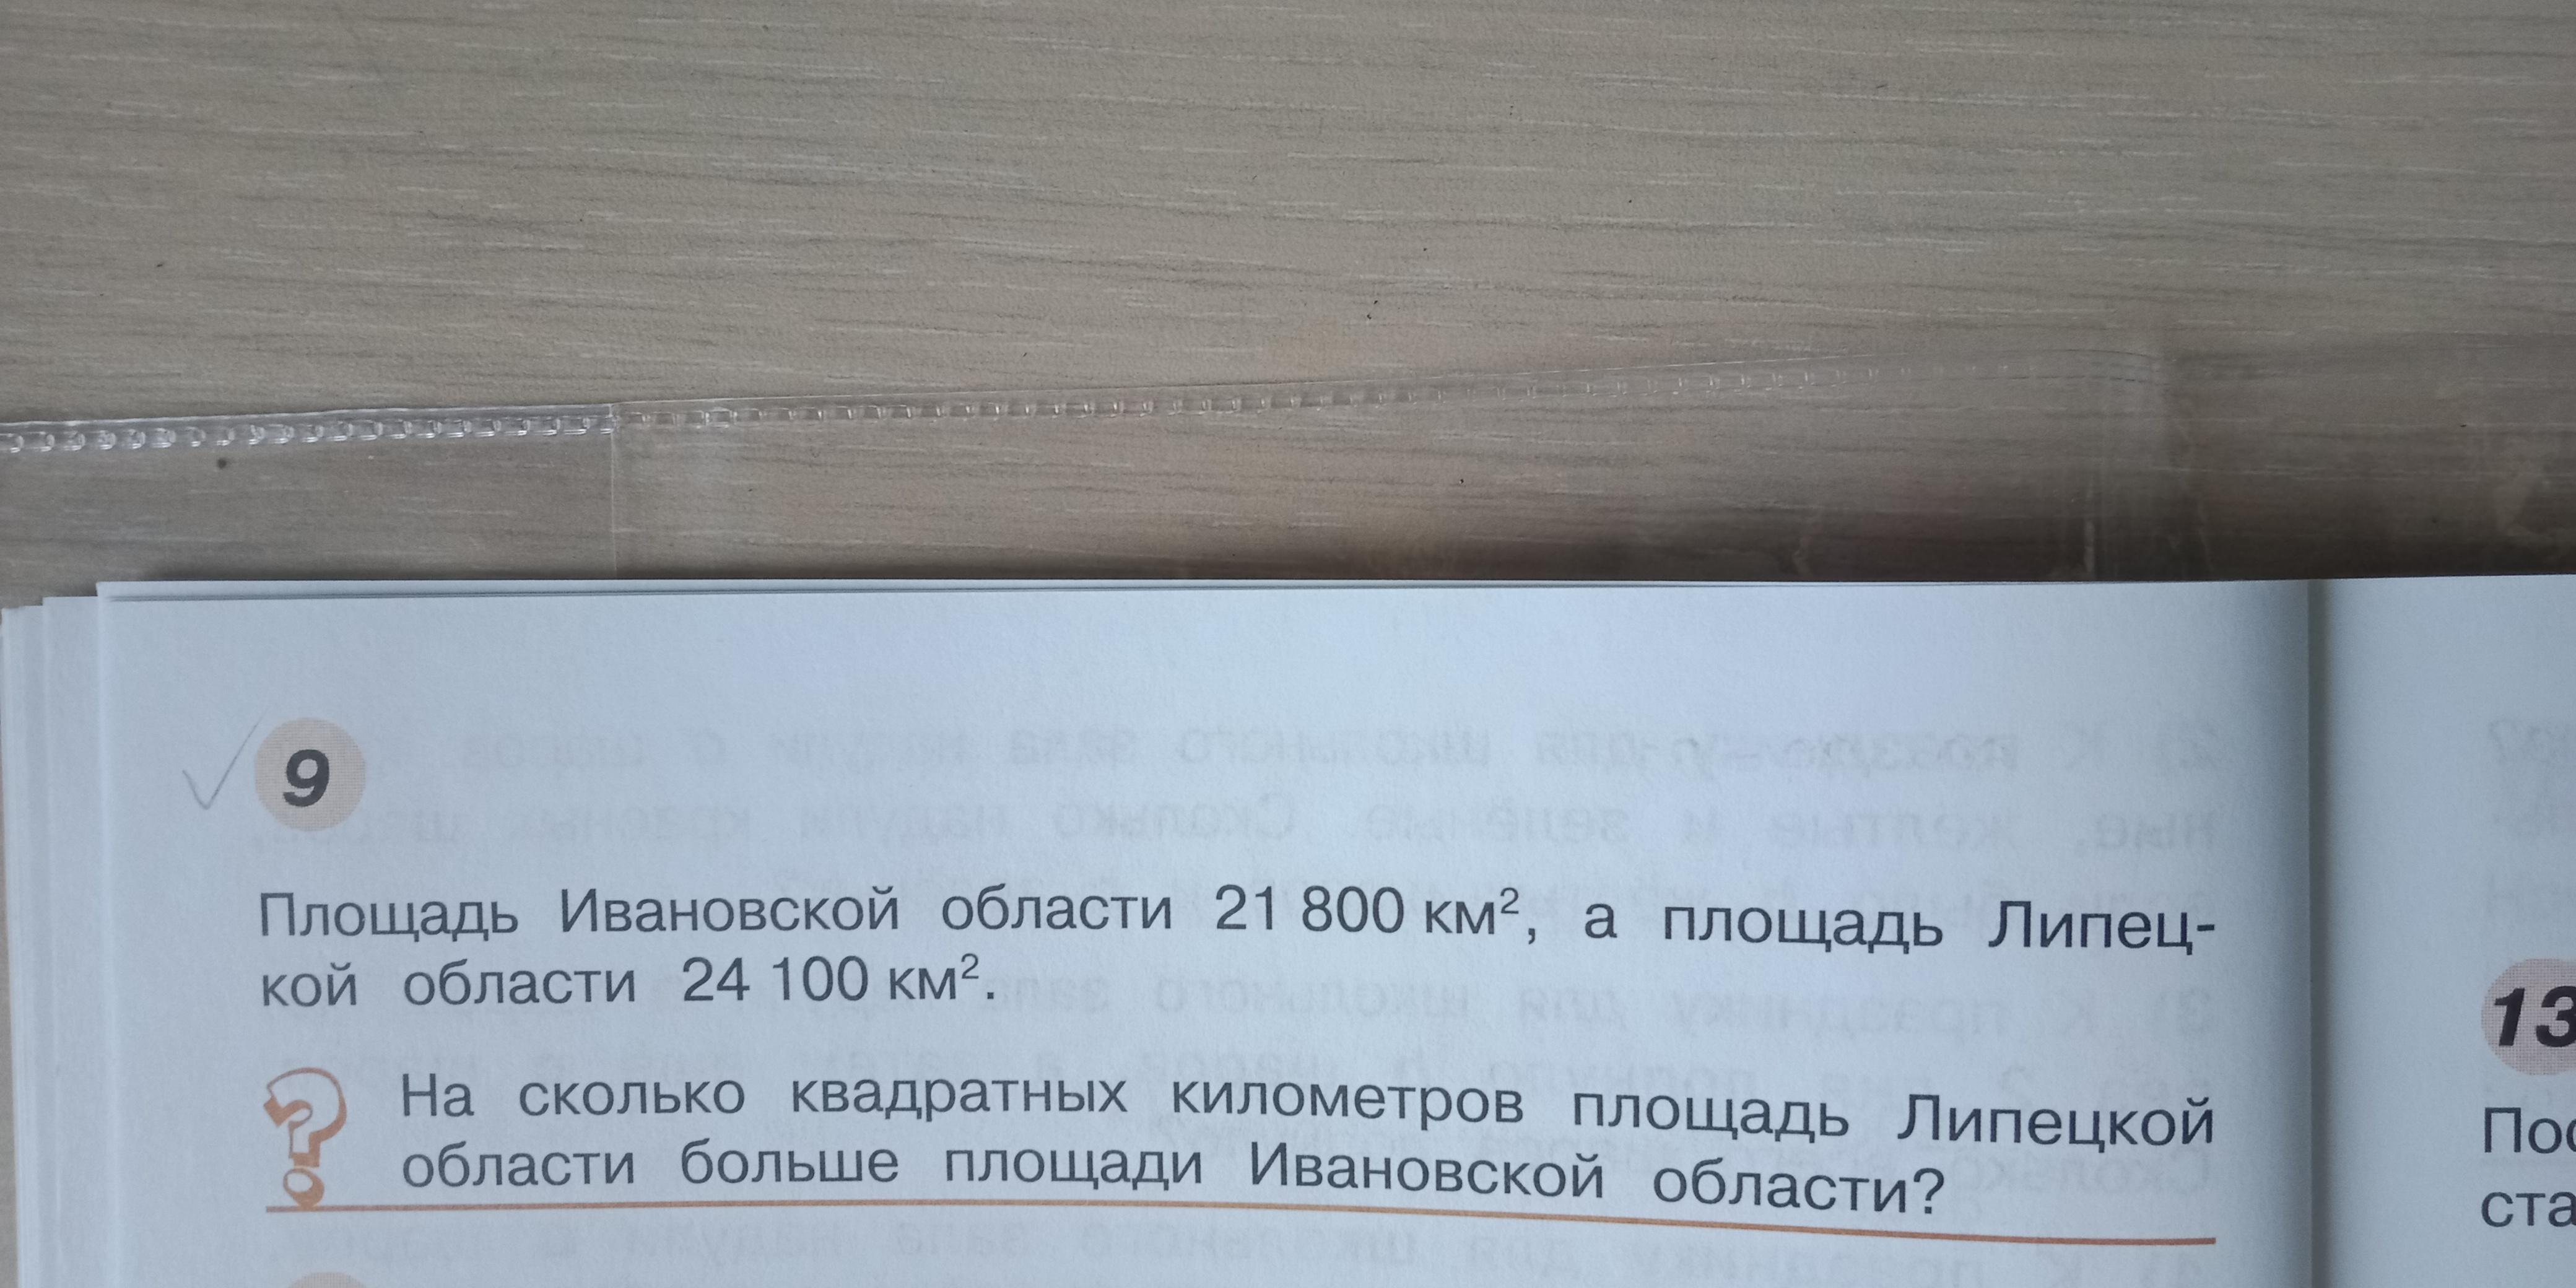 9
Площадь Ивановской области 21 800 км², а площадь Липец-
кой области 24 100 км².
На сколько квадратных километров площадь Липецкой
области больше площади Ивановской области?
13
Пос
ста